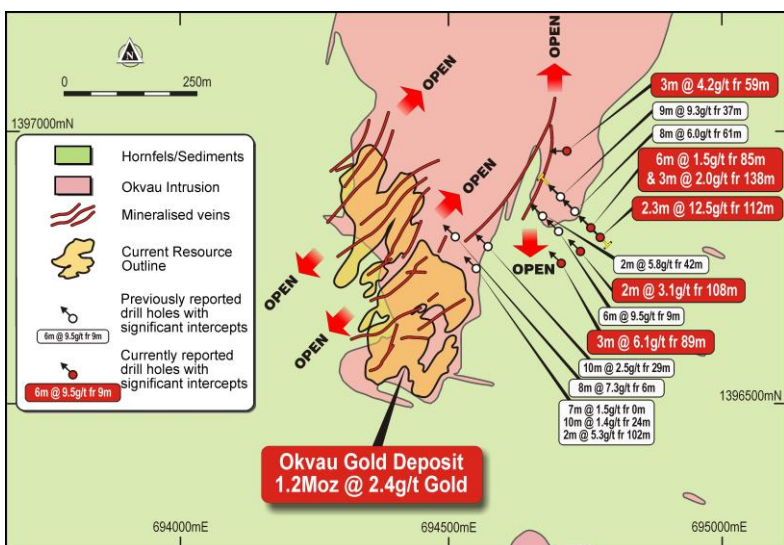 N
0
250m
1397000mN
OPEN
OPEN
OPEN
OPEN
OPEN
OPEN
3m @ 4.2g/t fr 59m
9m @ 9.3g/t fr 37m
8m @ 6.0g/t fr 61m
6m @ 1.5g/t fr 85m
& 3m @ 2.0g/t fr 138m
2.3m @ 12.5g/t fr 112m
2m @ 5.8g/t fr 42m
2m @ 3.1g/t fr 108m
6m @ 9.5g/t fr 9m
3m @ 6.1g/t fr 89m
10m @ 2.5g/t fr 29m
8m @ 7.3g/t fr 6m
7m @ 1.5g/t fr 0m
10m @ 1.4g/t fr 24m
2m @ 5.3g/t fr 102m
Hornfels/Sediments
Okvau Intrusion
Mineralised veins
Current Resource
Outline
Previously reported
drill holes with
significant intercepts
6m @ 9.5g/t fr 9m
Currently reported
drill holes with
significant intercepts
6m @ 9.5g/t fr 9m
1396500mN
Okvau Gold Deposit
1.2Moz @ 2.4g/t Gold
694000mE
694500mE
695000mE